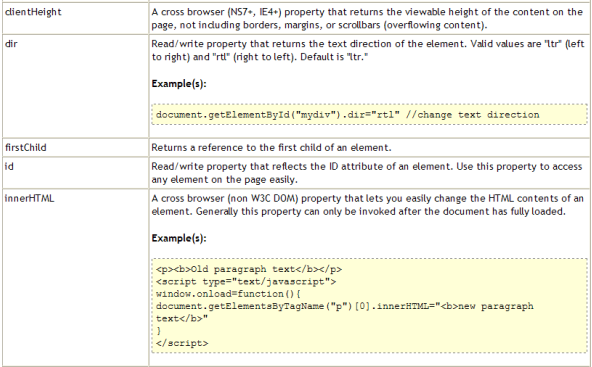 clientHeight
A cross browser (NS7+, IE4+) property that returns the viewable height of the content on the
page, not including borders, margins, or scrollbars (overflowing content).
dir
Read/write property that returns the text direction of the element. Valid values are "ltr" (left
to right) and "rtl" (right to left). Default is "ltr."
Example(s):
document.getElementById("mydiv").dir="rtl" //change text direction
firstChild
Returns a reference to the first child of an element.
id
Read/write property that reflects the ID attribute of an element. Use this property to access
any element on the page easily.
innerHTML
A cross browser (non W3C DOM) property that lets you easily change the HTML contents of an
element. Generally this property can only be invoked after the document has fully loaded.
Example(s):
<p><b>Old paragraph text</b></p>
<script type="text/javascript">
window.onload=function(){
document.getElementsByTagName("p")[0].innerHTML="<b>new paragraph
text</b>"
}
</script>